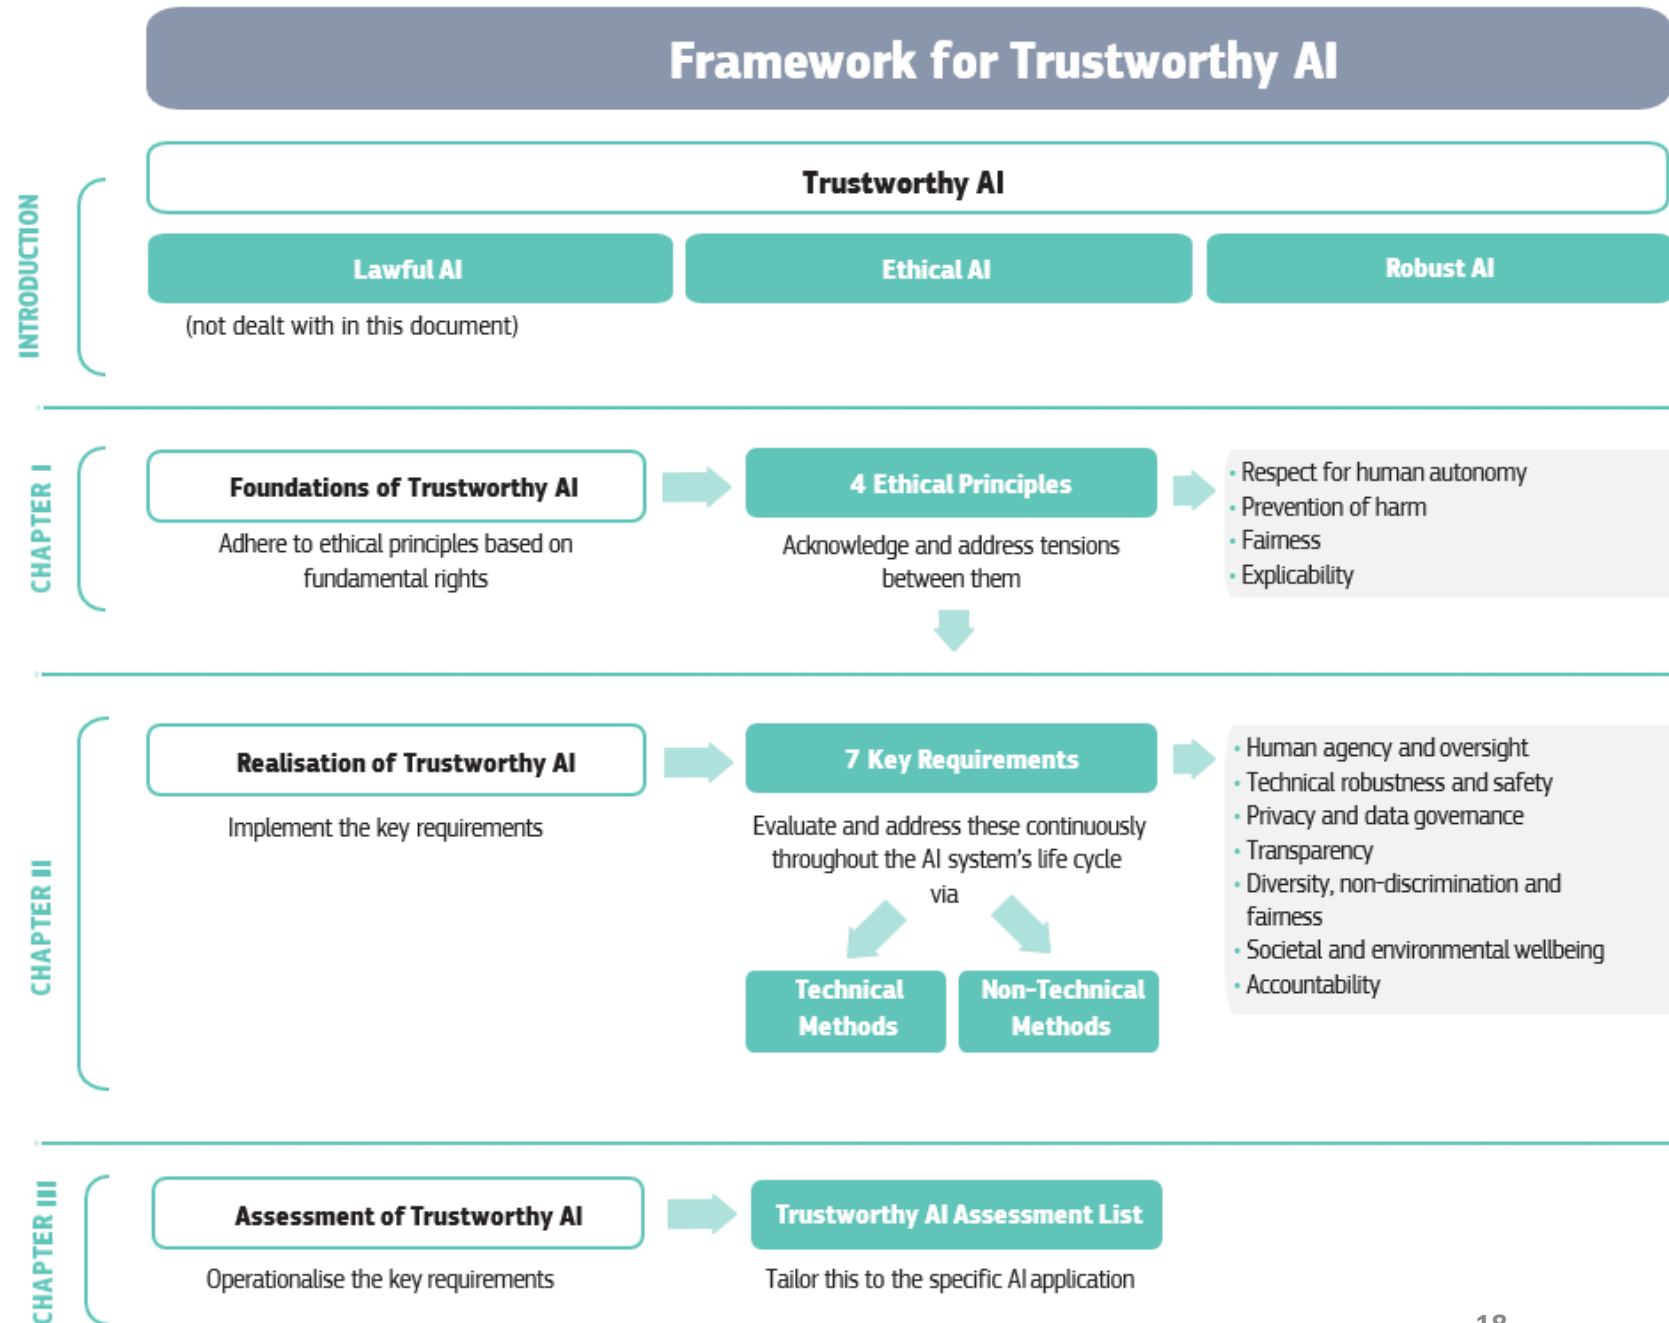 Framework for Trustworthy AI
INTRODUCTION
Trustworthy AI
Lawful AI
Ethical AI
Robust AI
(not dealt with in this document)
CHAPTER I
Foundations of Trustworthy AI
Adhere to ethical principles based on
fundamental rights
4 Ethical Principles
Acknowledge and address tensions
between them
• Respect for human autonomy
• Prevention of harm
• Fairness
• Explicability
CHAPTER II
Realisation of Trustworthy AI
Implement the key requirements
7 Key Requirements
Evaluate and address these continuously
throughout the AI system's life cycle
via
Technical
Methods
Non-Technical
Methods
• Human agency and oversight
• Technical robustness and safety
• Privacy and data governance
• Transparency
• Diversity, non-discrimination and
fairness
• Societal and environmental wellbeing
• Accountability
CHAPTER III
Assessment of Trustworthy AI
Operationalise the key requirements
Trustworthy AI Assessment List
Tailor this to the specific AI application
18